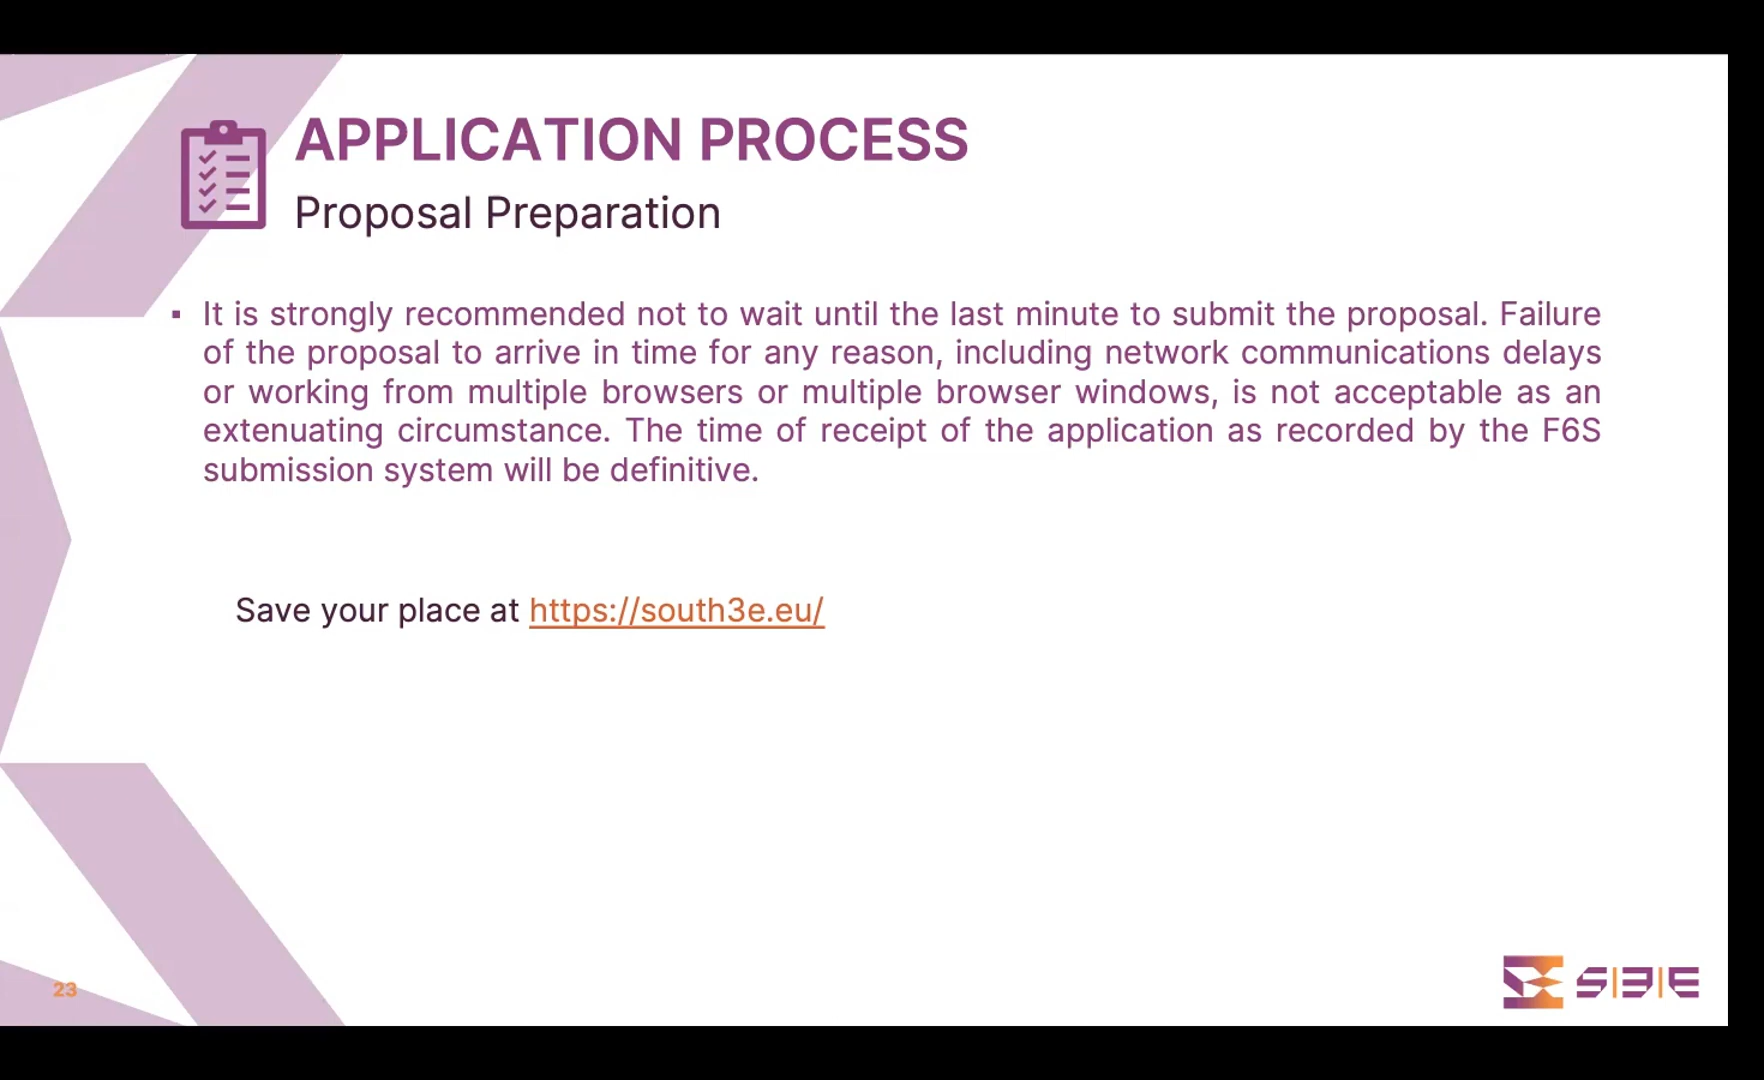 APPLICATION PROCESS
Proposal Preparation
▪ It is strongly recommended not to wait until the last minute to submit the proposal. Failure
of the proposal to arrive in time for any reason, including network communications delays
or working from multiple browsers or multiple browser windows, is not acceptable as an
extenuating circumstance. The time of receipt of the application as recorded by the F6S
submission system will be definitive.
Save your place at https://south3e.eu/
23
S|3|E